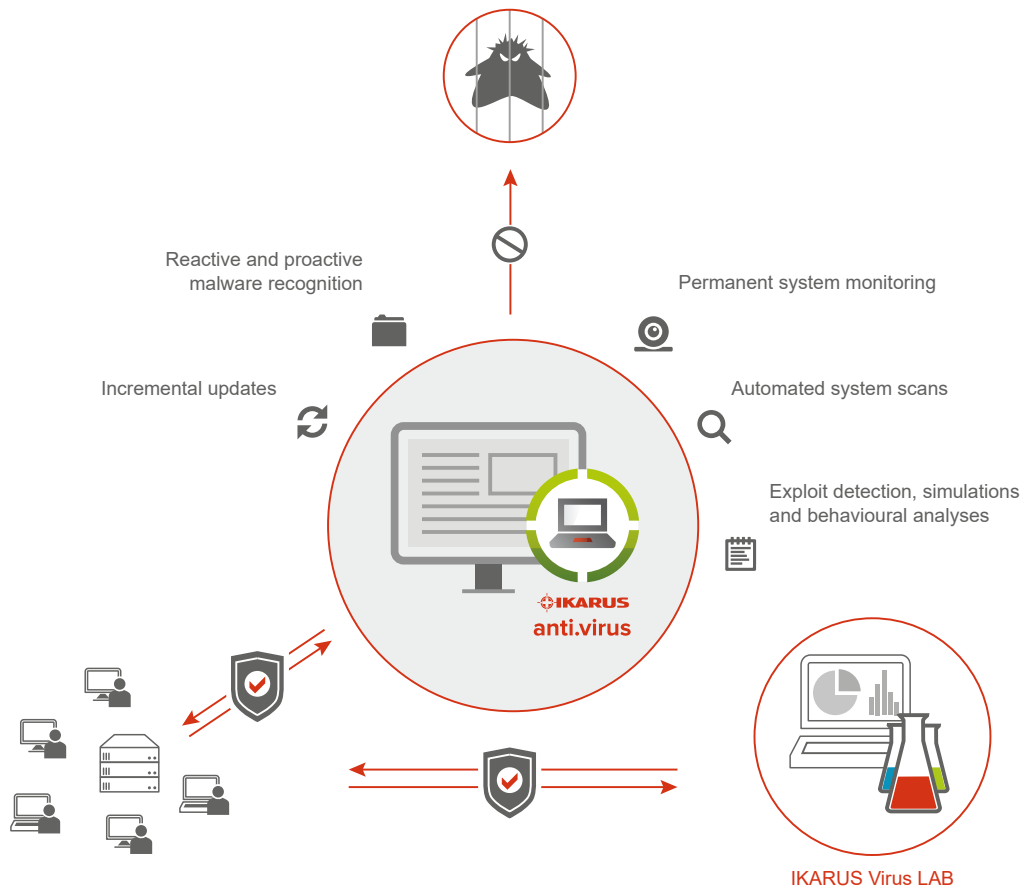 Reactive and proactive
malware recognition
Permanent system monitoring
Incremental updates
Automated system scans
Exploit detection, simulations
and behavioural analyses
IKARUS
anti.virus
IKARUS Virus LAB